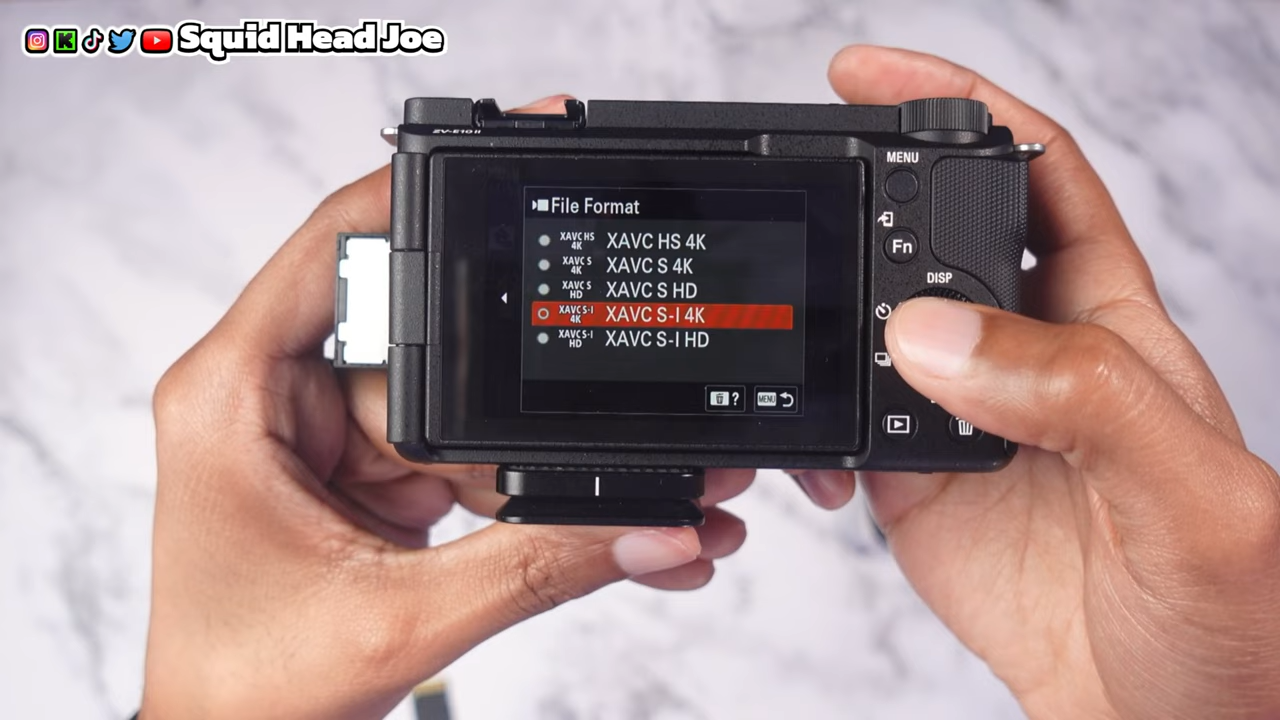 Squid Head Joe
ZV-E10 II
MENU
File Format
XAVC HS 4K XAVC HS 4K
XAVC S 4K XAVC S 4K
XAVC S HD XAVC S HD
XAVC S-I 4K XAVC S-I 4K
XAVC S-I HD XAVC S-I HD
? MENU
Fn
DISP